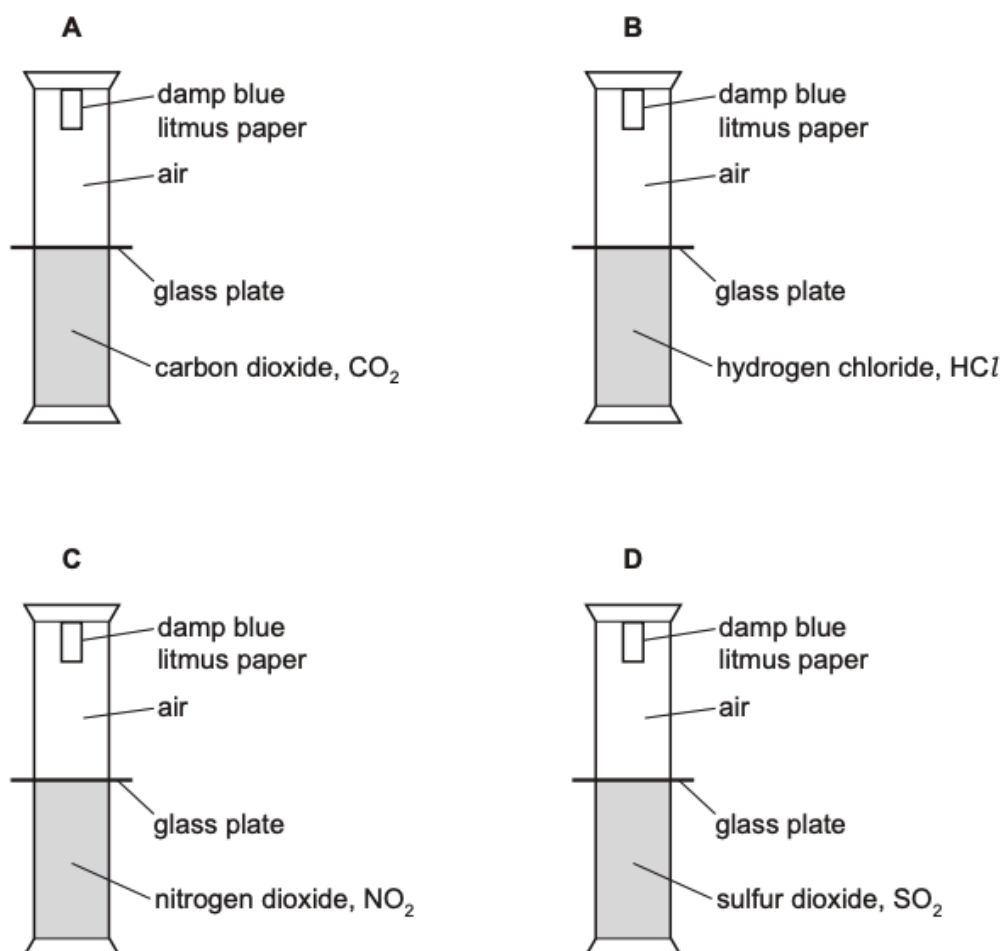 A
damp blue
litmus paper
air
glass plate
carbon dioxide, CO₂
B
damp blue
litmus paper
air
glass plate
hydrogen chloride, HCl
C
damp blue
litmus paper
air
glass plate
nitrogen dioxide, NO₂
D
damp blue
litmus paper
air
glass plate
sulfur dioxide, SO₂